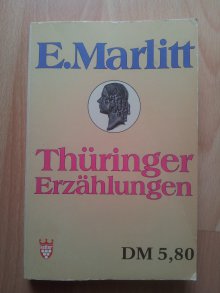 E.Marlitt
Thüringer
Erzählungen
DM 5,80